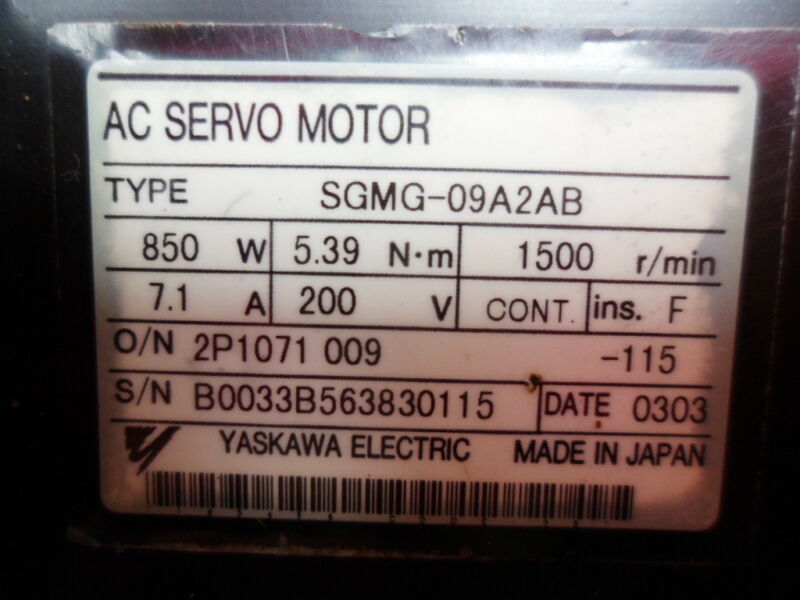 AC SERVO MOTOR
TYPE SGMG-09A2AB
850 W 5.39 N·m 1500 r/min
7.1 A 200 V CONT. ins. F
O/N 2P1071 009 -115
S/N B0033B563830115 DATE 0303
YASKAWA ELECTRIC MADE IN JAPAN